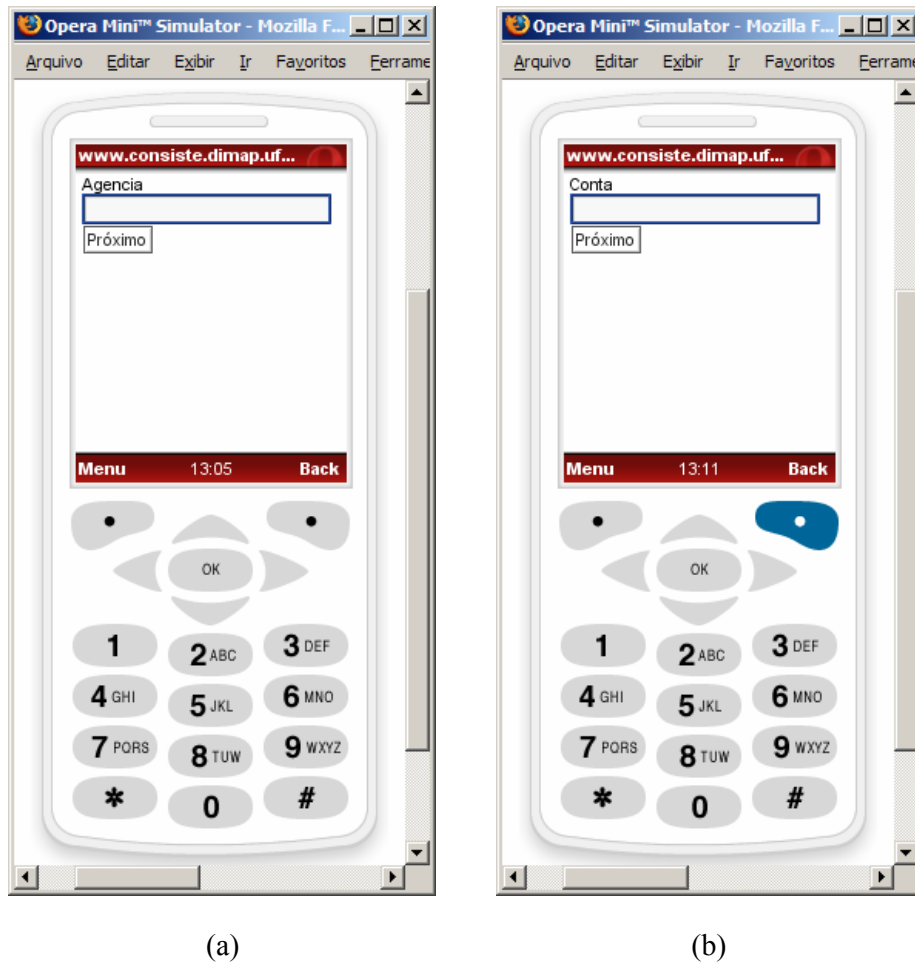 Opera Mini™ Simulator - Mozilla F...
Arquivo Editar Exibir Ir Favoritos Ferrame
www.consiste.dimap.uf...
Agencia
Próximo
Menu 13:05 Back
OK
1 2 ABC 3 DEF
4 GHI 5 JKL 6 MNO
7 PQRS 8 TUW 9 WXYZ
* 0 #
(a)
Opera Mini™ Simulator - Mozilla F...
Arquivo Editar Exibir Ir Favoritos Ferrame
www.consiste.dimap.uf...
Conta
Próximo
Menu 13:11 Back
OK
1 2 ABC 3 DEF
4 GHI 5 JKL 6 MNO
7 PQRS 8 TUW 9 WXYZ
* 0 #
(b)